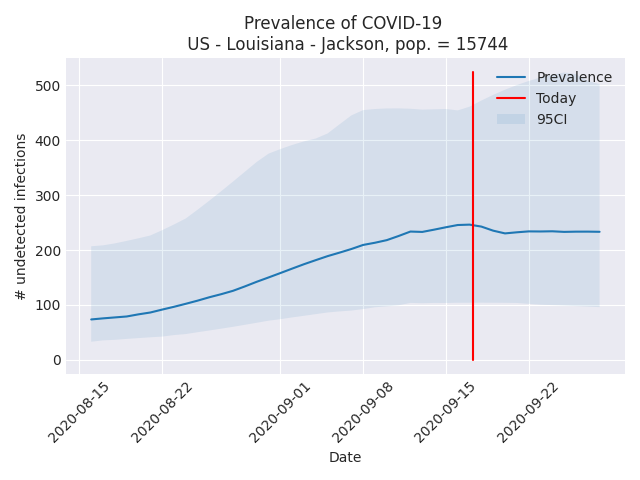 Prevalence of COVID-19
US - Louisiana - Jackson, pop. = 15744
# undetected infections
500
400
300
200
100
0
Prevalence
Today
95CI
2020-08-15
2020-08-22
2020-09-01
2020-09-08
2020-09-15
2020-09-22
Date